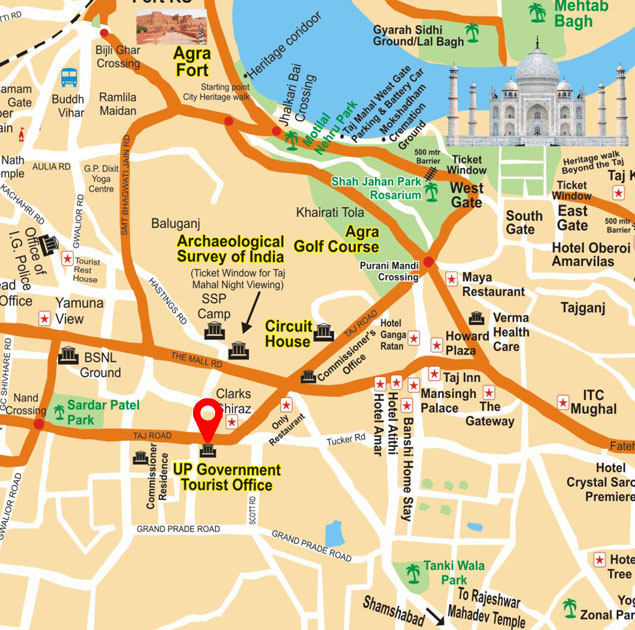 Mehtab
Bagh
Gyarah Sidhi
Ground/Lal Bagh
Bijli Ghar
Crossing
Agra
Fort
Heritage coridoor
Starting point
City Heritage walk
Jhalkari Bai
Crossing
Motilal
Nehru Park
Taj Mahal West Gate
Parking & Battery Car
Mokshadham
Cremation
Ground
Buddh
Vihar
Ramlila
Maidan
Gate
Temple
AULIA RD
G.P. Dixit
Yoga
Centre
KACHAHRI RD
GWALIOR RD
SMT BHAGWATI JAIN RD
500 mtr
Barrier
Ticket
Window
West
Gate
Heritage walk
Beyond the Taj
Taj K
Ticket
Window
East
Gate
500 mtr
Barrier
South
Gate
Shah Jahan Park
Rosarium
Khairati Tola
Agra
Golf Course
Purani Mandi
Crossing
Hotel Oberoi
Amarvilas
Baluganj
Archaeological
Survey of India
(Ticket Window for Taj
Mahal Night Viewing)
Office of
I.G. Police
Tourist
Rest
House
HASTINGS RD
SSP
Camp
Circuit
House
TAJ ROAD
Commissioner's
Office
Maya
Restaurant
Tajganj
Verma
Health
Care
Hotel
Ganga
Ratan
Howard
Plaza
Office
Yamuna
View
BSNL
Ground
THE MALL RD
GC SHIVHARE RD
Nand
Crossing
Sardar Patel
Park
TAJ ROAD
Clarks
Shiraz
Only
Restaurant
Taj Inn
Mansingh
Palace
The
Gateway
ITC
Mughal
Hotel Amar
Hotel Atithi
Banshi Home Stay
Tucker Rd
Fateh
Commissioner
Residence
UP Government
Tourist Office
Hotel
Crystal Saro
Premiere
GWALIOR RD
SCOTT RD
GRAND PRADE ROAD
GRAND PRADE ROAD
Tanki Wala
Park
Hotel
Tree
To Rajeshwar
Mahadev Temple
Shamshabad
Zonal Par